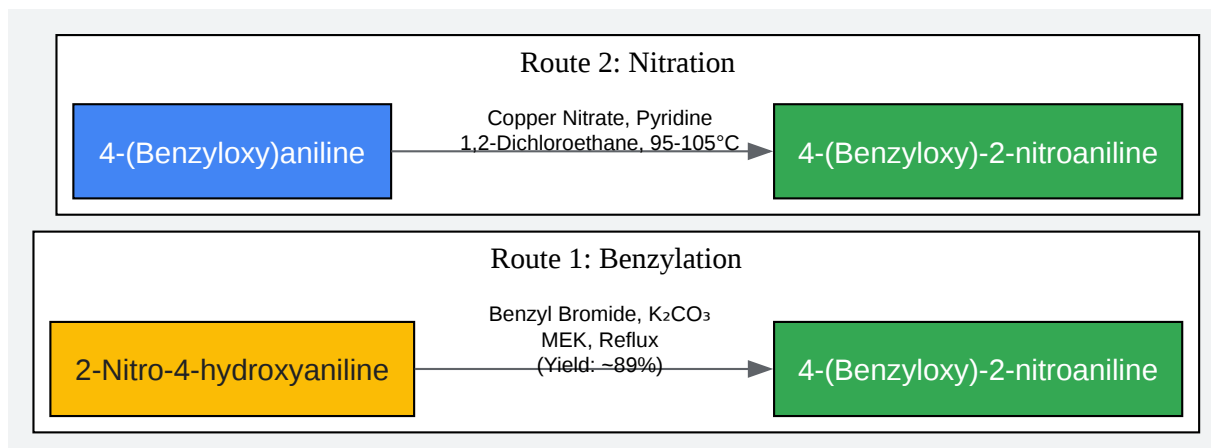 Route 2: Nitration
4-(Benzyloxy)aniline
Copper Nitrate, Pyridine
1,2-Dichloroethane, 95-105°C
4-(Benzyloxy)-2-nitroaniline
Route 1: Benzylation
2-Nitro-4-hydroxyaniline
Benzyl Bromide, K₂CO₃
MEK, Reflux
(Yield: ~89%)
4-(Benzyloxy)-2-nitroaniline